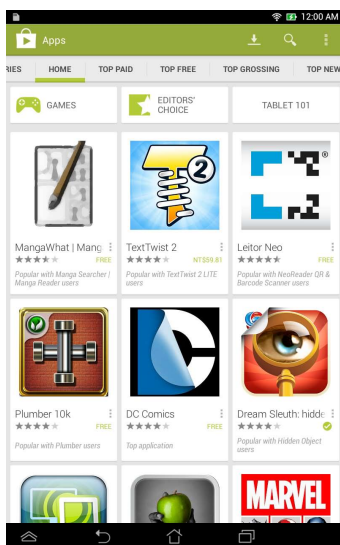 12:00 AM
Apps
RIES HOME TOP PAID TOP FREE TOP GROSSING TOP NEW
GAMES
EDITORS'
CHOICE
TABLET 101
2
MangaWhat | Mang
FREE
Popular with Manga Searcher |
Manga Reader users
TextTwist 2
NT$59.81
Popular with TextTwist 2 LITE
users
Leitor Neo
FREE
Popular with NeoReader QR &
Barcode Scanner users
Plumber 10k
FREE
Popular with Plumber users
DC Comics
FREE
Top application
Dream Sleuth: hidde
Popular with Hidden Object
users
MARVEL